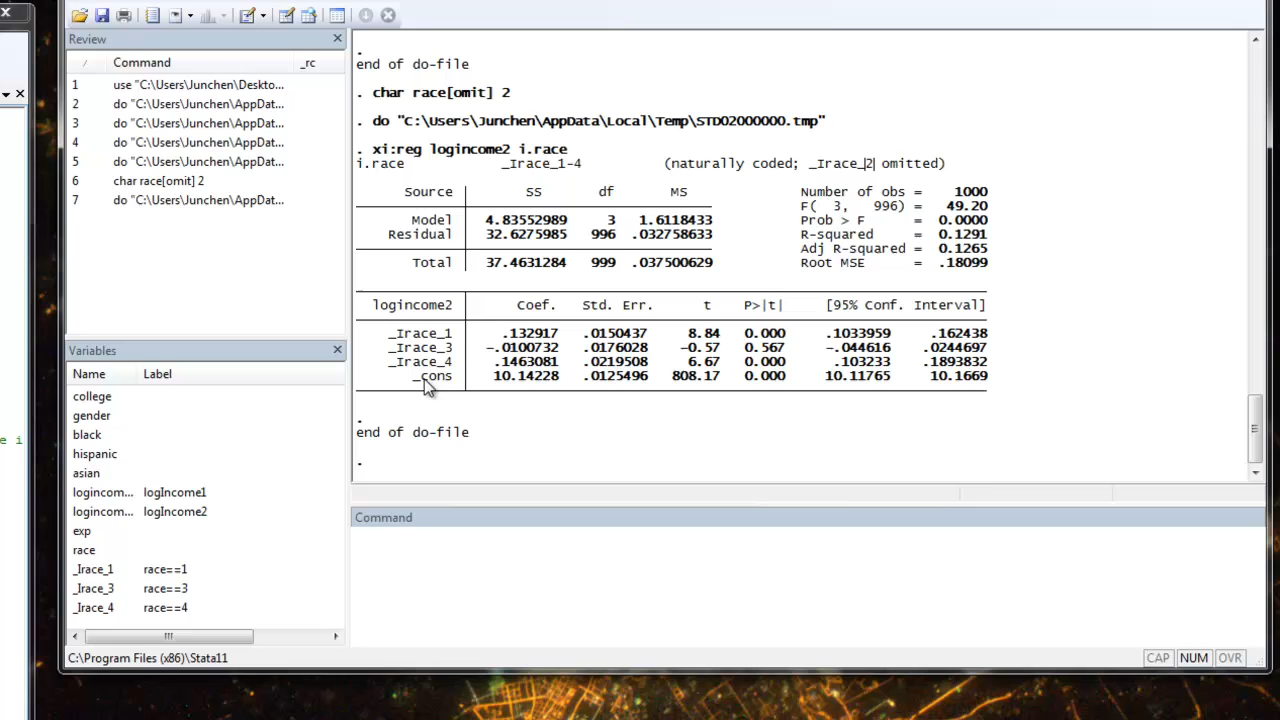 Review
/ Command _rc
1 use "C:\Users\Junchen\Deskto...
2 do "C:\Users\Junchen\AppDat...
3 do "C:\Users\Junchen\AppDat...
4 do "C:\Users\Junchen\AppDat...
5 do "C:\Users\Junchen\AppDat...
6 char race[omit] 2
7 do "C:\Users\Junchen\AppDat...
Variables
Name Label
college
gender
black
hispanic
asian
logincom... logIncome1
logincom... logIncome2
exp
race
_Irace_1 race==1
_Irace_3 race==3
_Irace_4 race==4
e i
.
end of do-file
. char race[omit] 2
. do "C:\Users\Junchen\AppData\Local\Temp\STD02000000.tmp"
. xi:reg logincome2 i.race
i.race _Irace_1-4 (naturally coded; _Irace_2 omitted)
Source SS df MS Number of obs = 1000
F( 3, 996) = 49.20
Model 4.83552989 3 1.6118433 Prob > F = 0.0000
Residual 32.6275985 996 .032758633 R-squared = 0.1291
Adj R-squared = 0.1265
Total 37.4631284 999 .037500629 Root MSE = .18099
logincome2 Coef. Std. Err. t P>|t| [95% Conf. Interval]
_Irace_1 .132917 .0150437 8.84 0.000 .1033959 .162438
_Irace_3 -.0100732 .0176028 -0.57 0.567 -.044616 .0244697
_Irace_4 .1463081 .0219508 6.67 0.000 .103233 .1893832
_cons 10.14228 .0125496 808.17 0.000 10.11765 10.1669
.
end of do-file
.
Command
C:\Program Files (x86)\Stata11
CAP NUM OVR